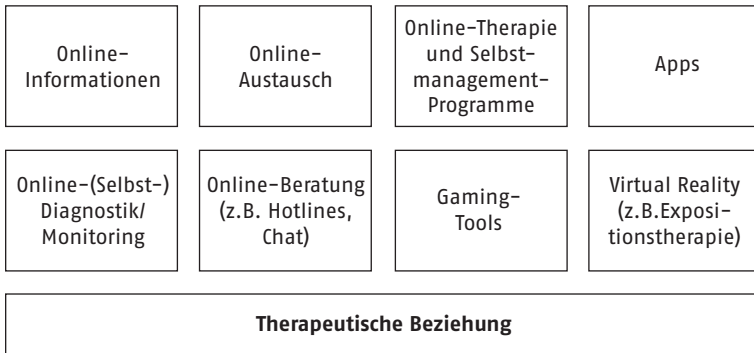 Online-
Informationen
Online-
Austausch
Online-Therapie
und Selbst-
management-
Programme
Apps
Online-(Selbst-)
Diagnostik/
Monitoring
Online-Beratung
(z.B. Hotlines,
Chat)
Gaming-
Tools
Virtual Reality
(z.B.Exposi-
tionstherapie)
Therapeutische Beziehung